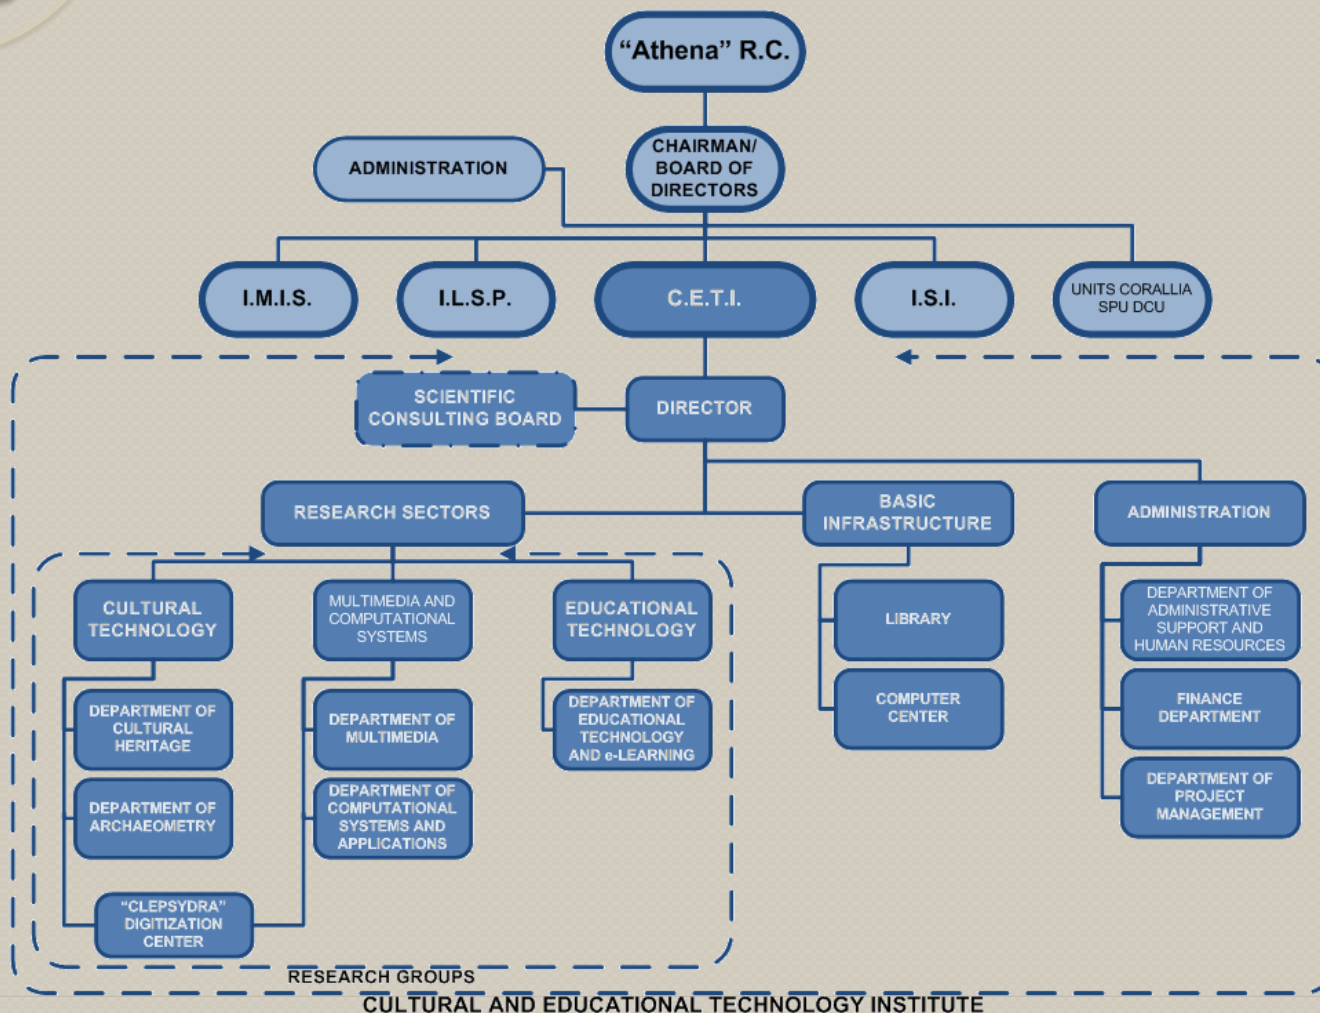 “Athena” R.C.
CHAIRMAN/
BOARD OF
DIRECTORS
ADMINISTRATION
I.M.I.S.
I.L.S.P.
C.E.T.I.
I.S.I.
UNITS CORALLIA
SPU DCU
SCIENTIFIC
CONSULTING BOARD
DIRECTOR
RESEARCH SECTORS
BASIC
INFRASTRUCTURE
ADMINISTRATION
CULTURAL
TECHNOLOGY
MULTIMEDIA AND
COMPUTATIONAL
SYSTEMS
EDUCATIONAL
TECHNOLOGY
LIBRARY
DEPARTMENT OF
ADMINISTRATIVE
SUPPORT AND
HUMAN RESOURCES
DEPARTMENT OF
CULTURAL
HERITAGE
DEPARTMENT OF
MULTIMEDIA
DEPARTMENT OF
EDUCATIONAL
TECHNOLOGY
AND e-LEARNING
COMPUTER
CENTER
FINANCE
DEPARTMENT
DEPARTMENT OF
ARCHAEOMETRY
DEPARTMENT OF
COMPUTATIONAL
SYSTEMS AND
APPLICATIONS
DEPARTMENT OF
PROJECT
MANAGEMENT
“CLEPSYDRA”
DIGITIZATION
CENTER
RESEARCH GROUPS
CULTURAL AND EDUCATIONAL TECHNOLOGY INSTITUTE